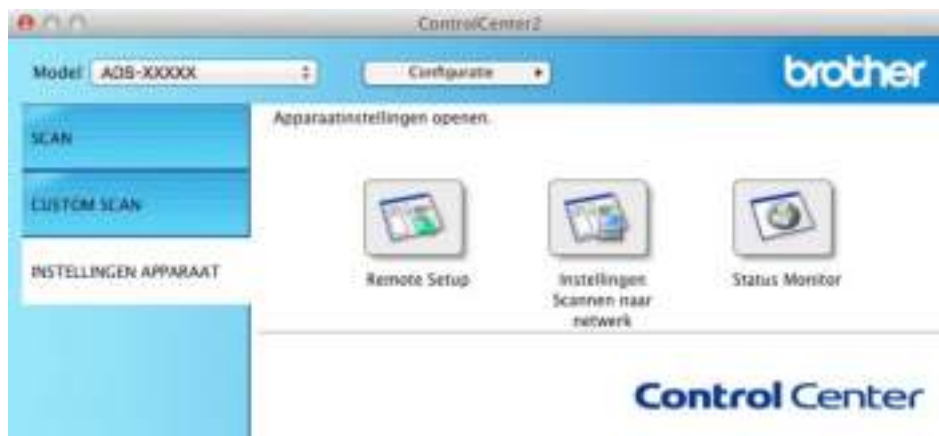 ControlCenter2
Model ADS-XXXXX Configuratie
brother
SCAN
CUSTOM SCAN
INSTELLINGEN APPARAAT
Apparaatinstellingen openen.
Remote Setup
Instellingen
Scannen naar
netwerk
Status Monitor
Control Center